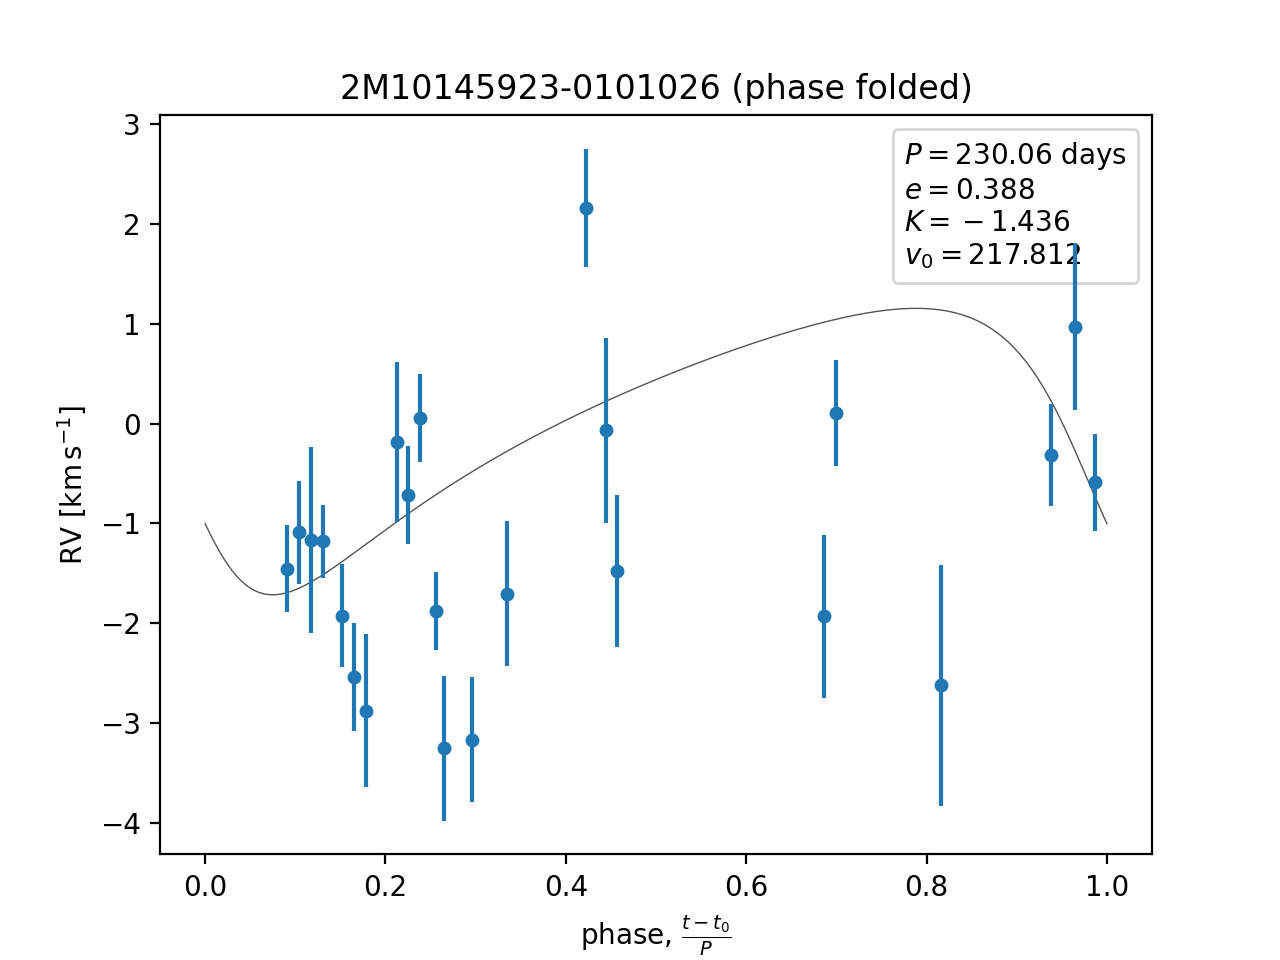 2M10145923-0101026 (phase folded)
P = 230.06 days
e = 0.388
K = −1.436
v₀ = 217.812
RV [km s⁻¹]
3
2
1
0
−1
−2
−3
−4
0.0 0.2 0.4 0.6 0.8 1.0
phase, (t − t₀)/P